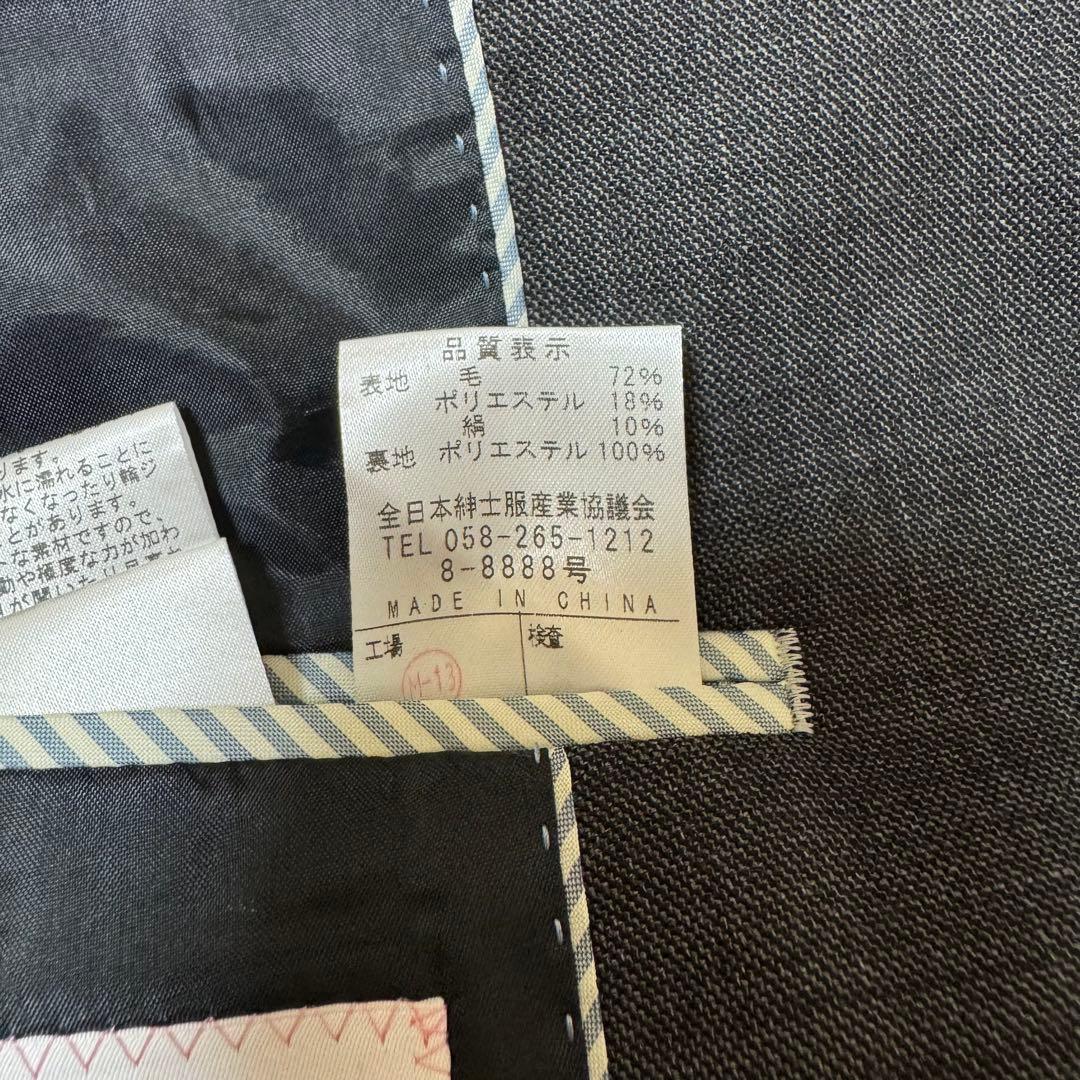 品質表示
表地 毛 72%
ポリエステル 18%
絹 10%
裏地 ポリエステル 100%
全日本紳士服産業協議会
TEL 058-265-1212
8-8888号
MADE IN CHINA
工場 検査
M-13
ります。
水に濡れることに
なくなったり輪ジ
とがあります。
な素材ですので、
動や極度な力が加わ